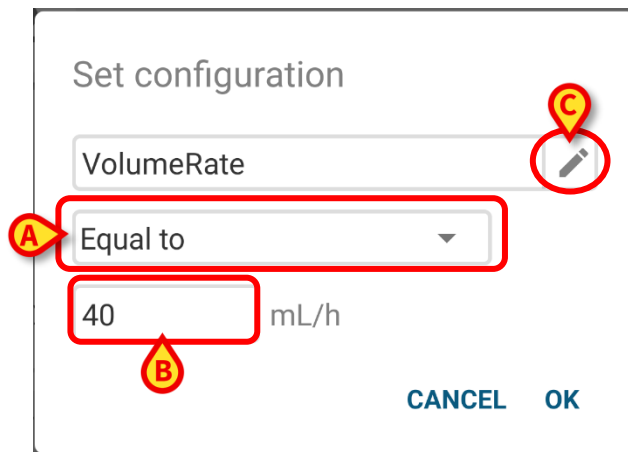 Set configuration
C
VolumeRate
A
Equal to
40 mL/h
B
CANCEL OK